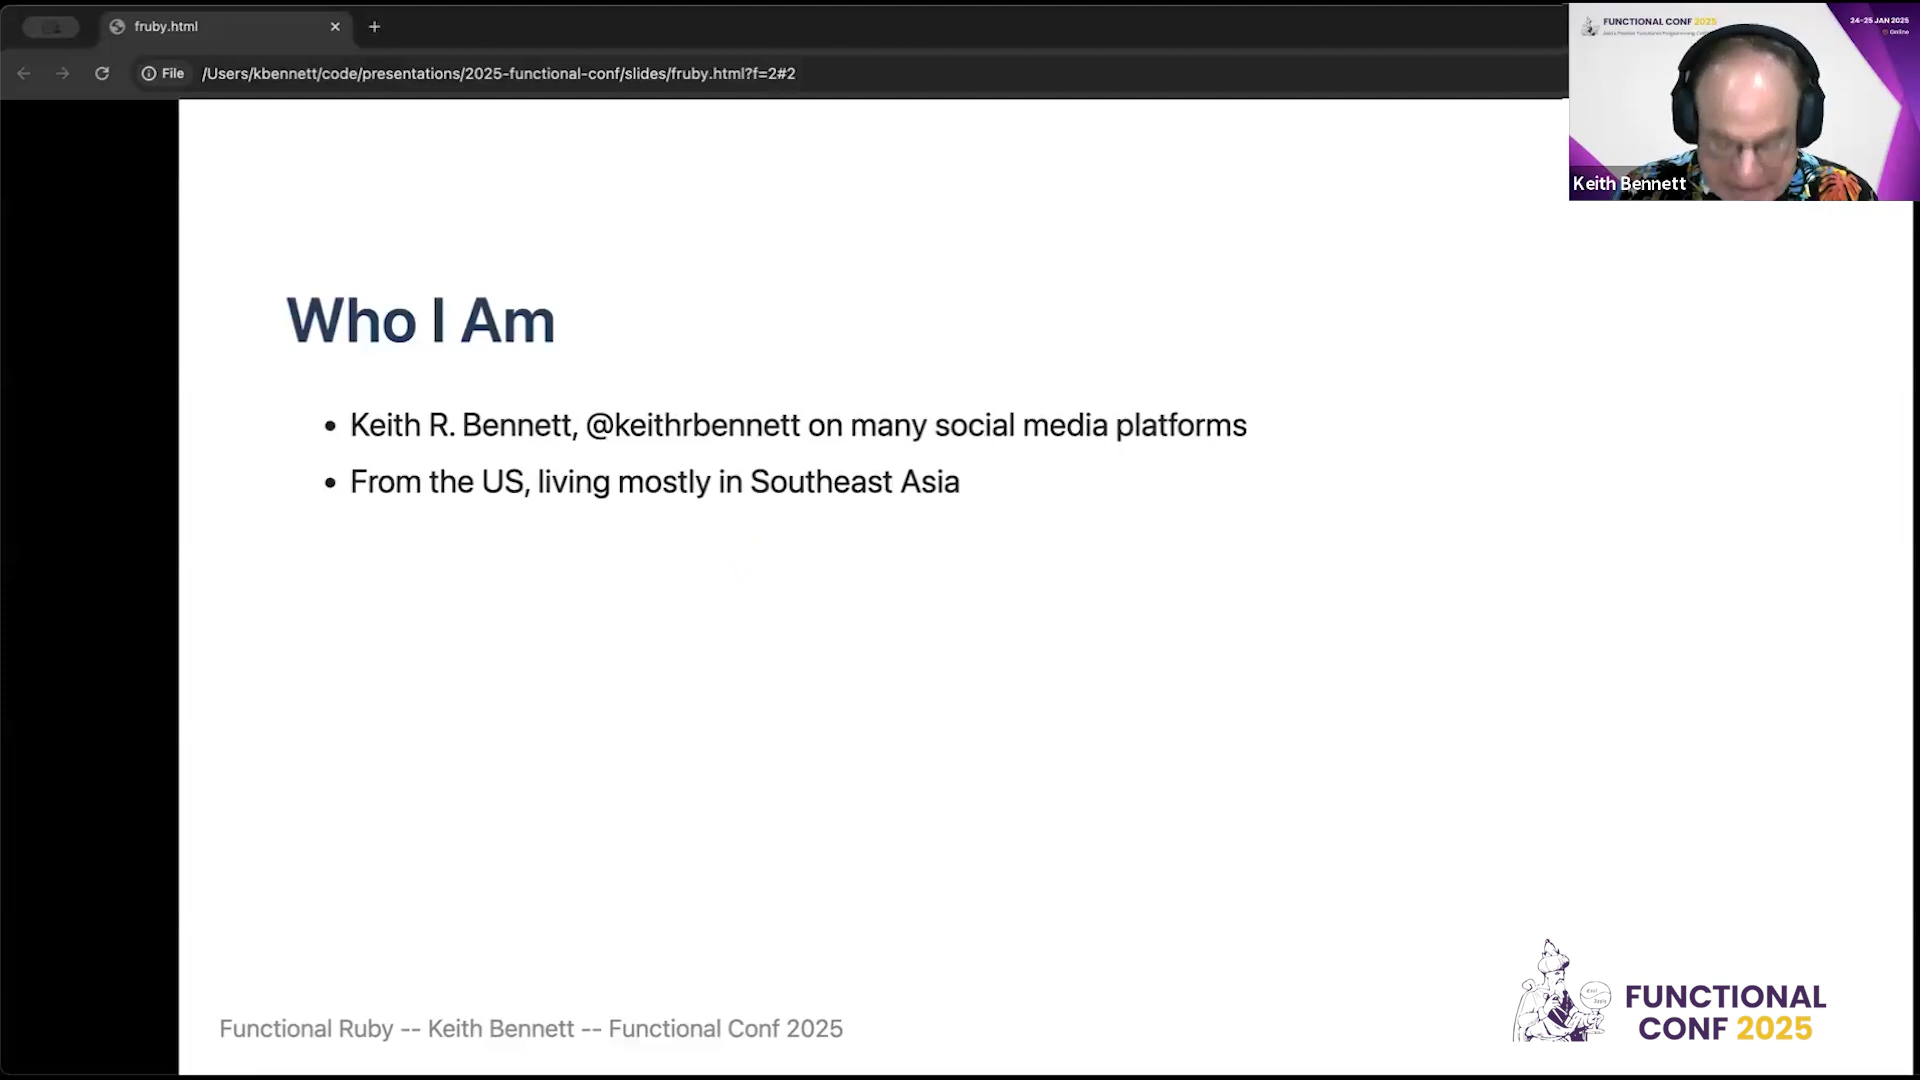 fruby.html
File
/Users/kbennett/code/presentations/2025-functional-conf/slides/fruby.html?f=2#2
FUNCTIONAL CONF 2025
24-25 JAN 2025
Online
Keith Bennett
Who I Am
• Keith R. Bennett, @keithrbennett on many social media platforms
• From the US, living mostly in Southeast Asia
Functional Ruby -- Keith Bennett -- Functional Conf 2025
FUNCTIONAL
CONF 2025